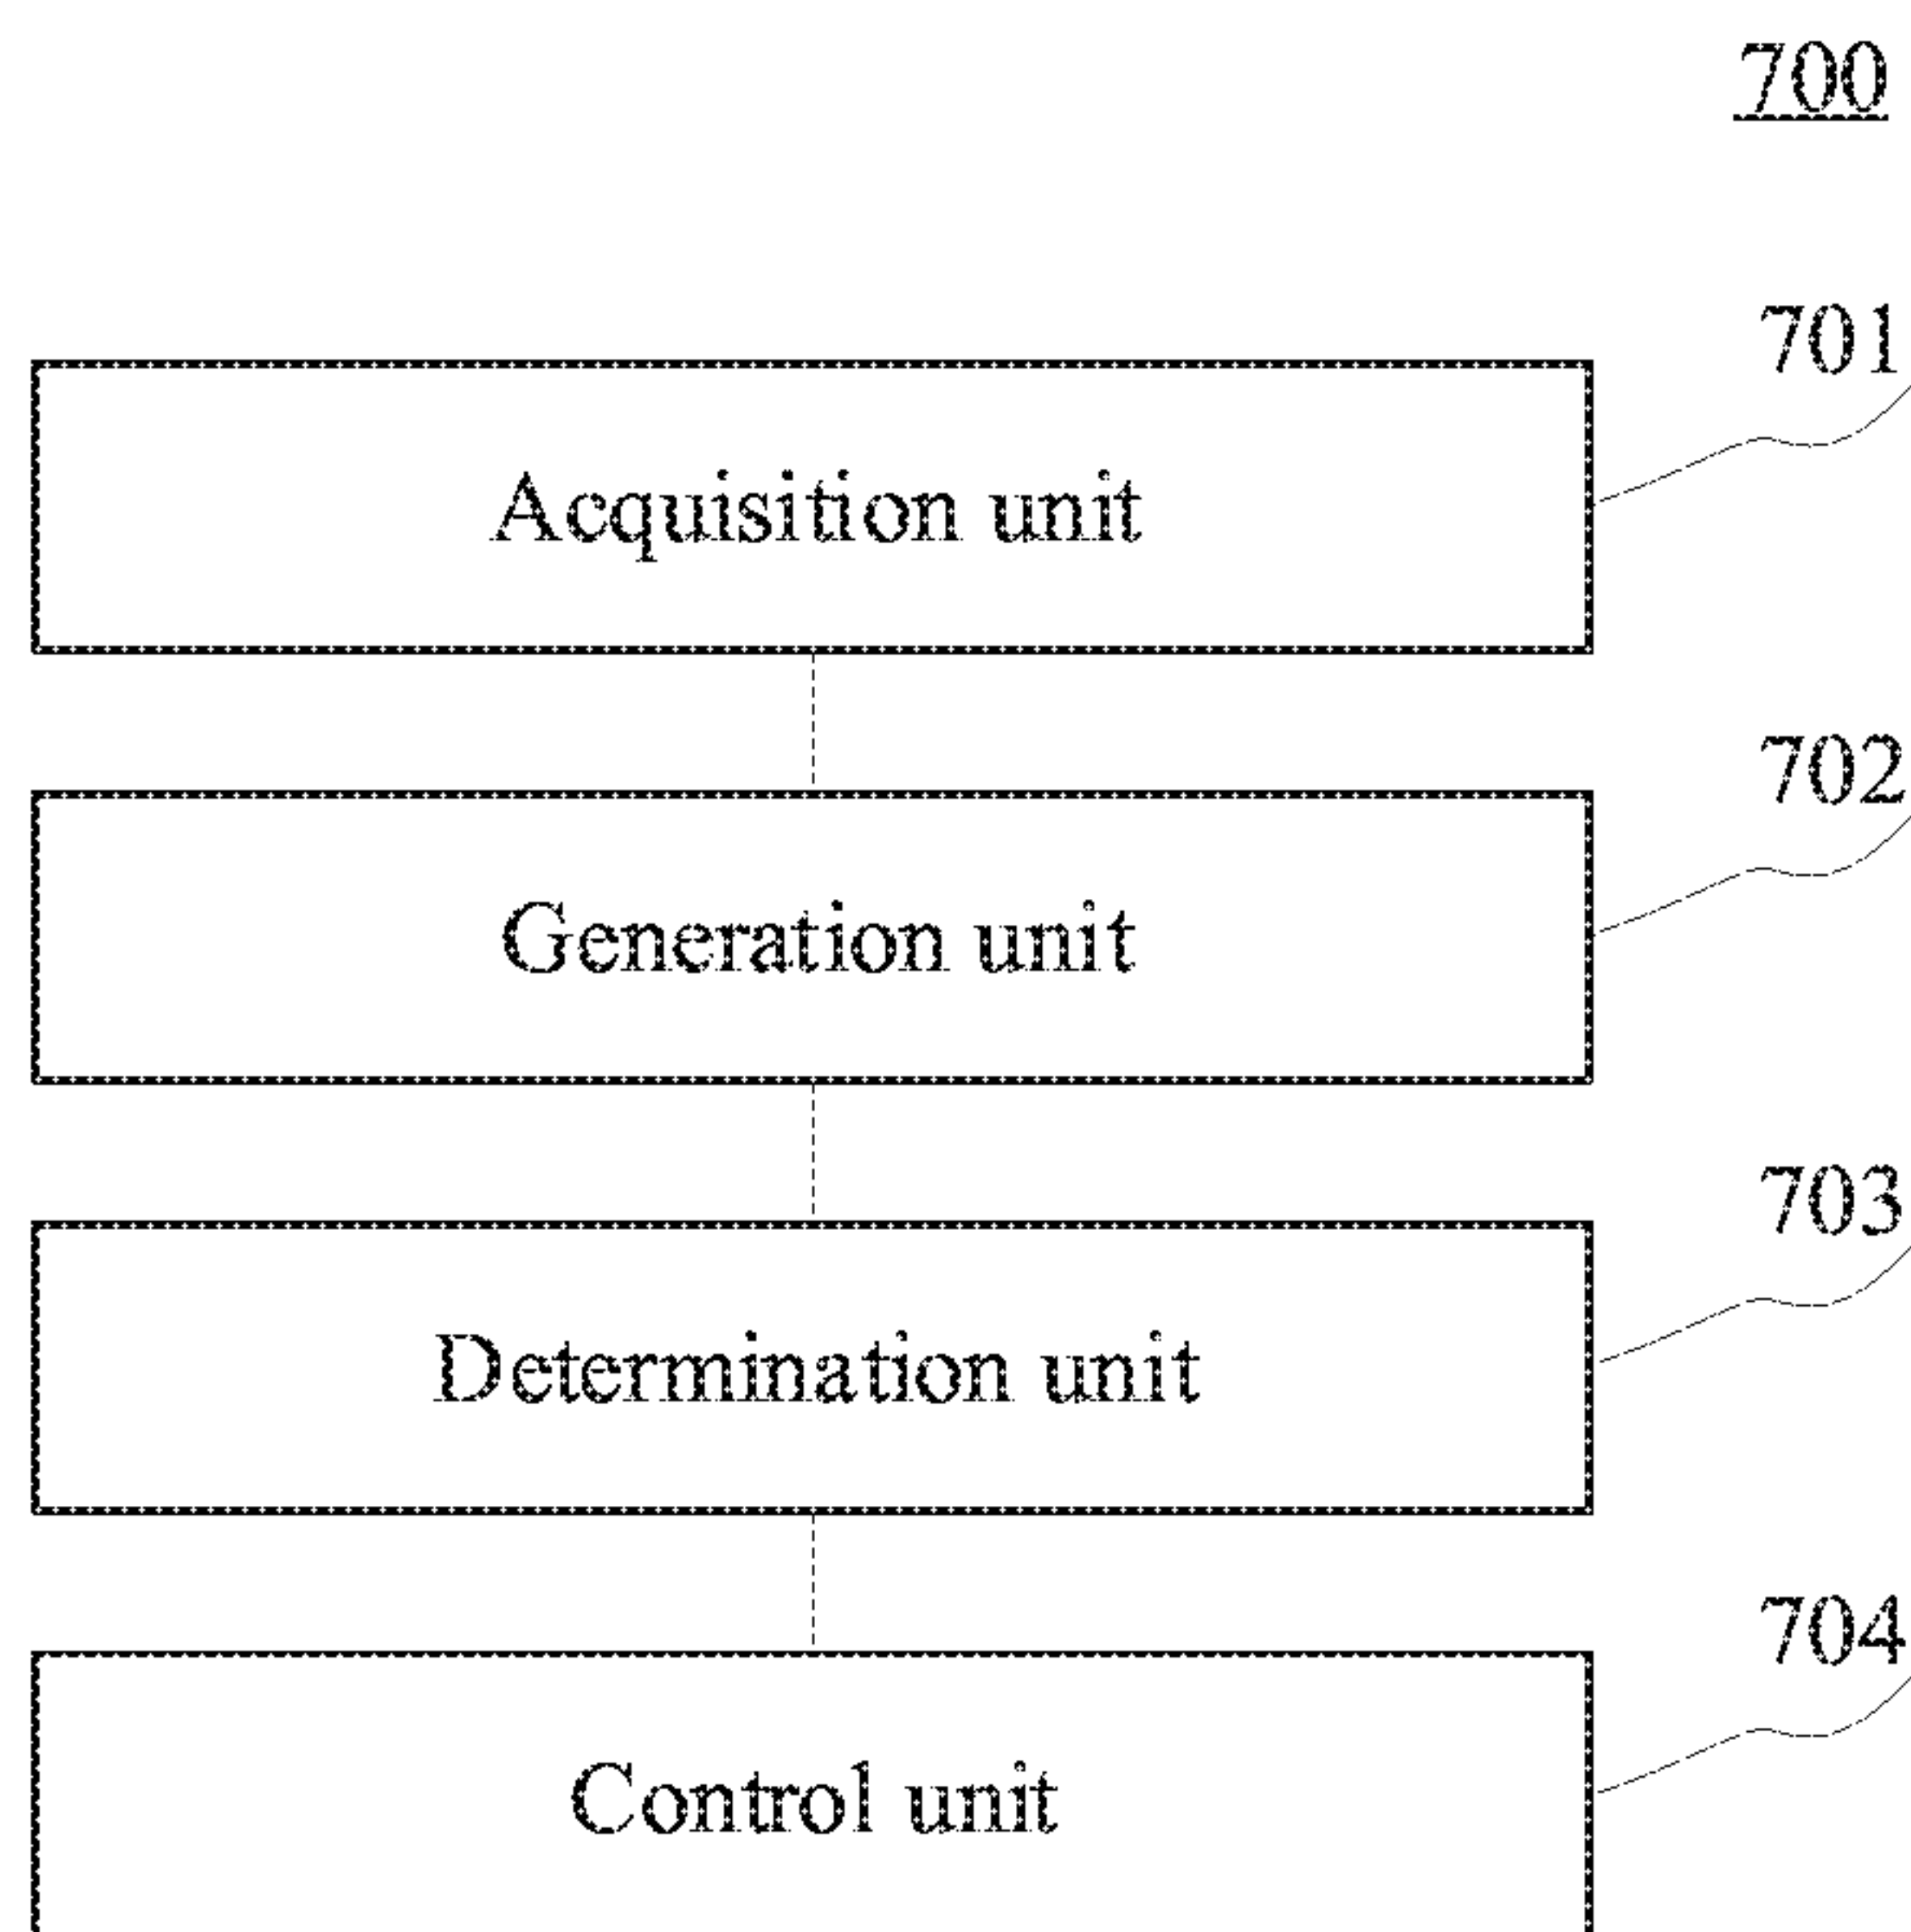 700
701
Acquisition unit
702
Generation unit
703
Determination unit
704
Control unit